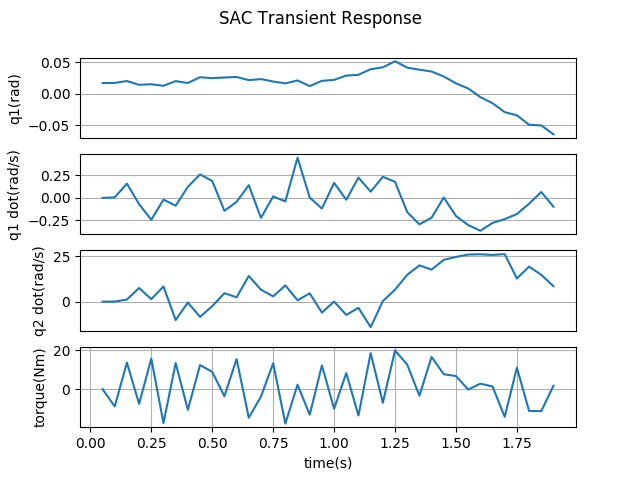 SAC Transient Response
q1(rad)
0.05
0.00
−0.05
q1 dot(rad/s)
0.25
0.00
−0.25
q2 dot(rad/s)
25
0
torque(Nm)
20
0
0.00 0.25 0.50 0.75 1.00 1.25 1.50 1.75
time(s)